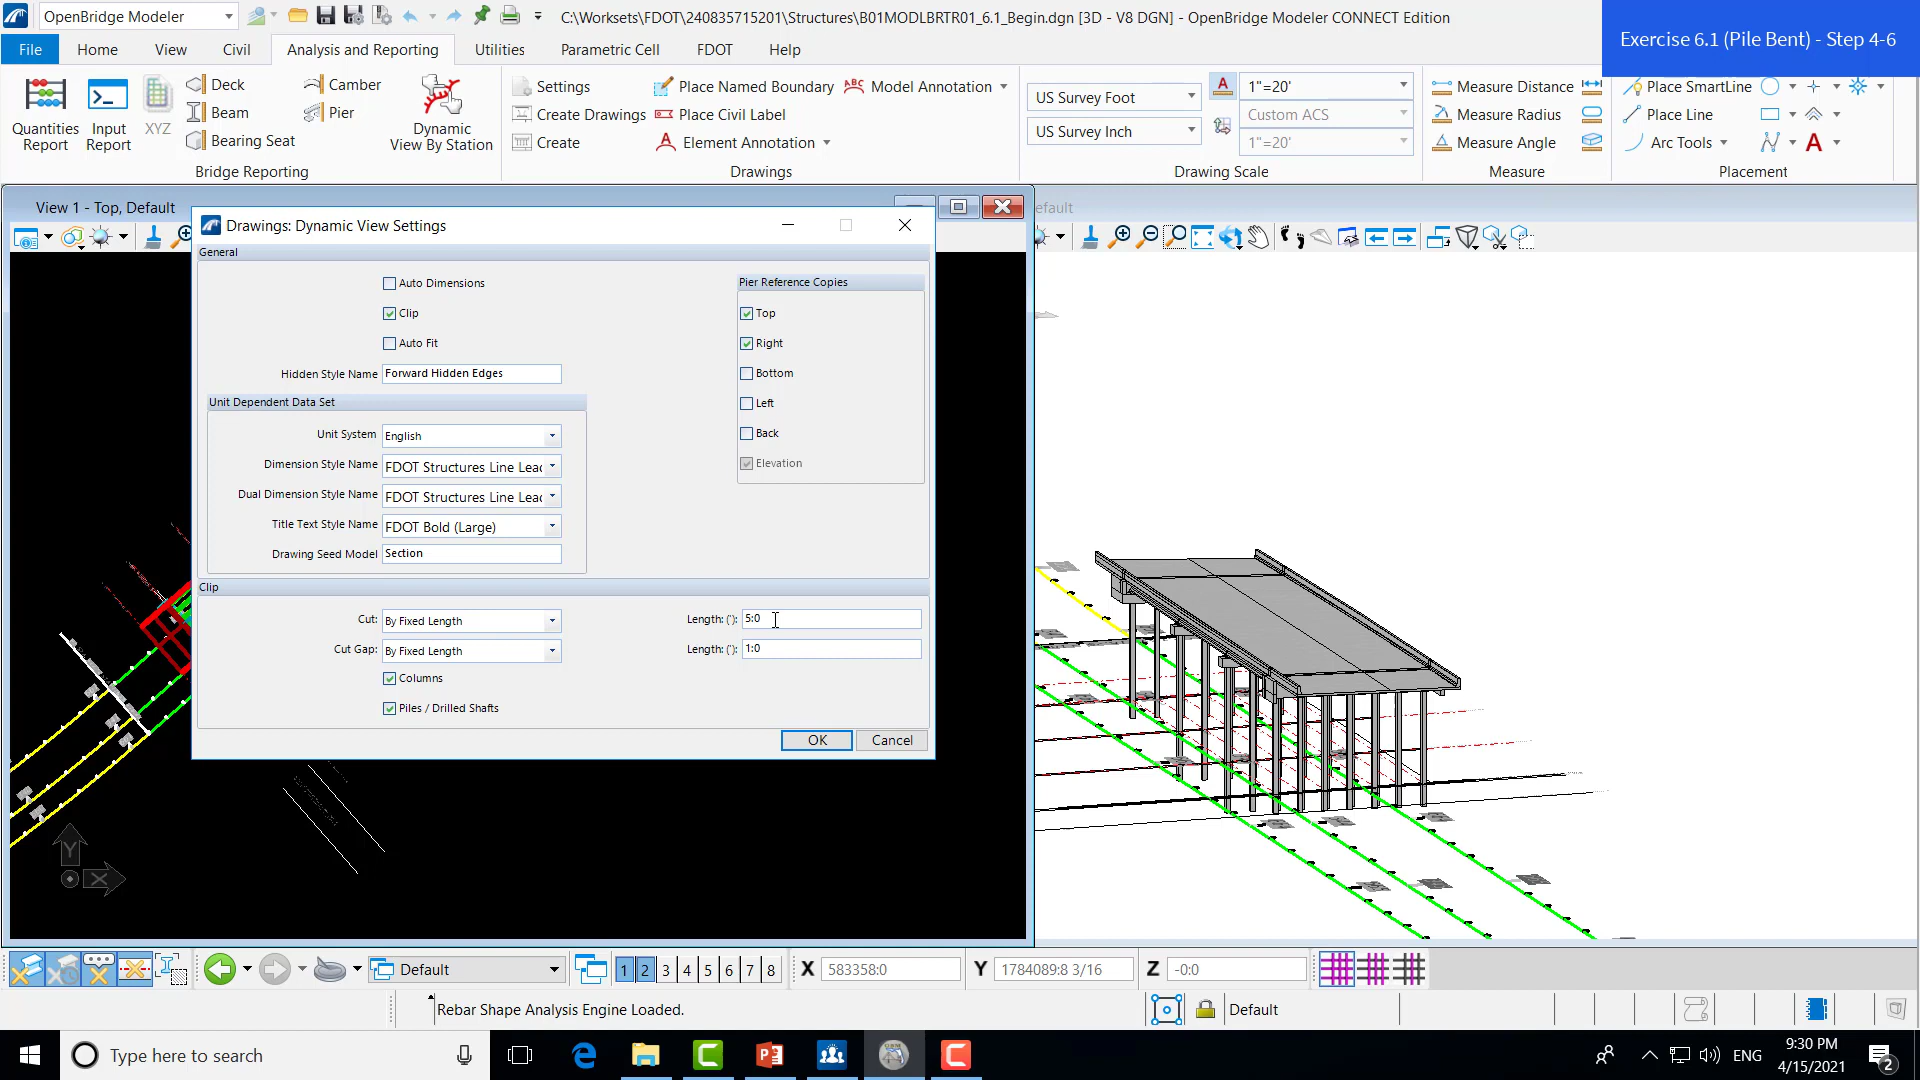 OpenBridge Modeler
C:\Worksets\FDOT\240835715201\Structures\B01MODLBRTR01_6.1_Begin.dgn [3D - V8 DGN] - OpenBridge Modeler CONNECT Edition
Exercise 6.1 (Pile Bent) - Step 4-6
File Home View Civil Analysis and Reporting Utilities Parametric Cell FDOT Help
Quantities Report
Input Report
XYZ
Deck
Beam
Bearing Seat
Camber
Pier
Dynamic View By Station
Bridge Reporting
Settings
Create Drawings
Create
Place Named Boundary
Place Civil Label
Element Annotation
Model Annotation
Drawings
US Survey Foot
US Survey Inch
1"=20'
Custom ACS
1"=20'
Drawing Scale
Measure Distance
Measure Radius
Measure Angle
Measure
Place SmartLine
Place Line
Arc Tools
Placement
View 1 - Top, Default
efault
Drawings: Dynamic View Settings
General
Auto Dimensions
Clip
Auto Fit
Hidden Style Name Forward Hidden Edges
Unit Dependent Data Set
Unit System English
Dimension Style Name FDOT Structures Line Leac
Dual Dimension Style Name FDOT Structures Line Leac
Title Text Style Name FDOT Bold (Large)
Drawing Seed Model Section
Pier Reference Copies
Top
Right
Bottom
Left
Back
Elevation
Clip
Cut: By Fixed Length Length: ('): 5:0
Cut Gap: By Fixed Length Length: ('): 1:0
Columns
Piles / Drilled Shafts
OK Cancel
Y
X
Default 1 2 3 4 5 6 7 8 X 583358:0 Y 1784089:8 3/16 Z -0:0
Rebar Shape Analysis Engine Loaded. Default
Type here to search
ENG
9:30 PM
4/15/2021
2